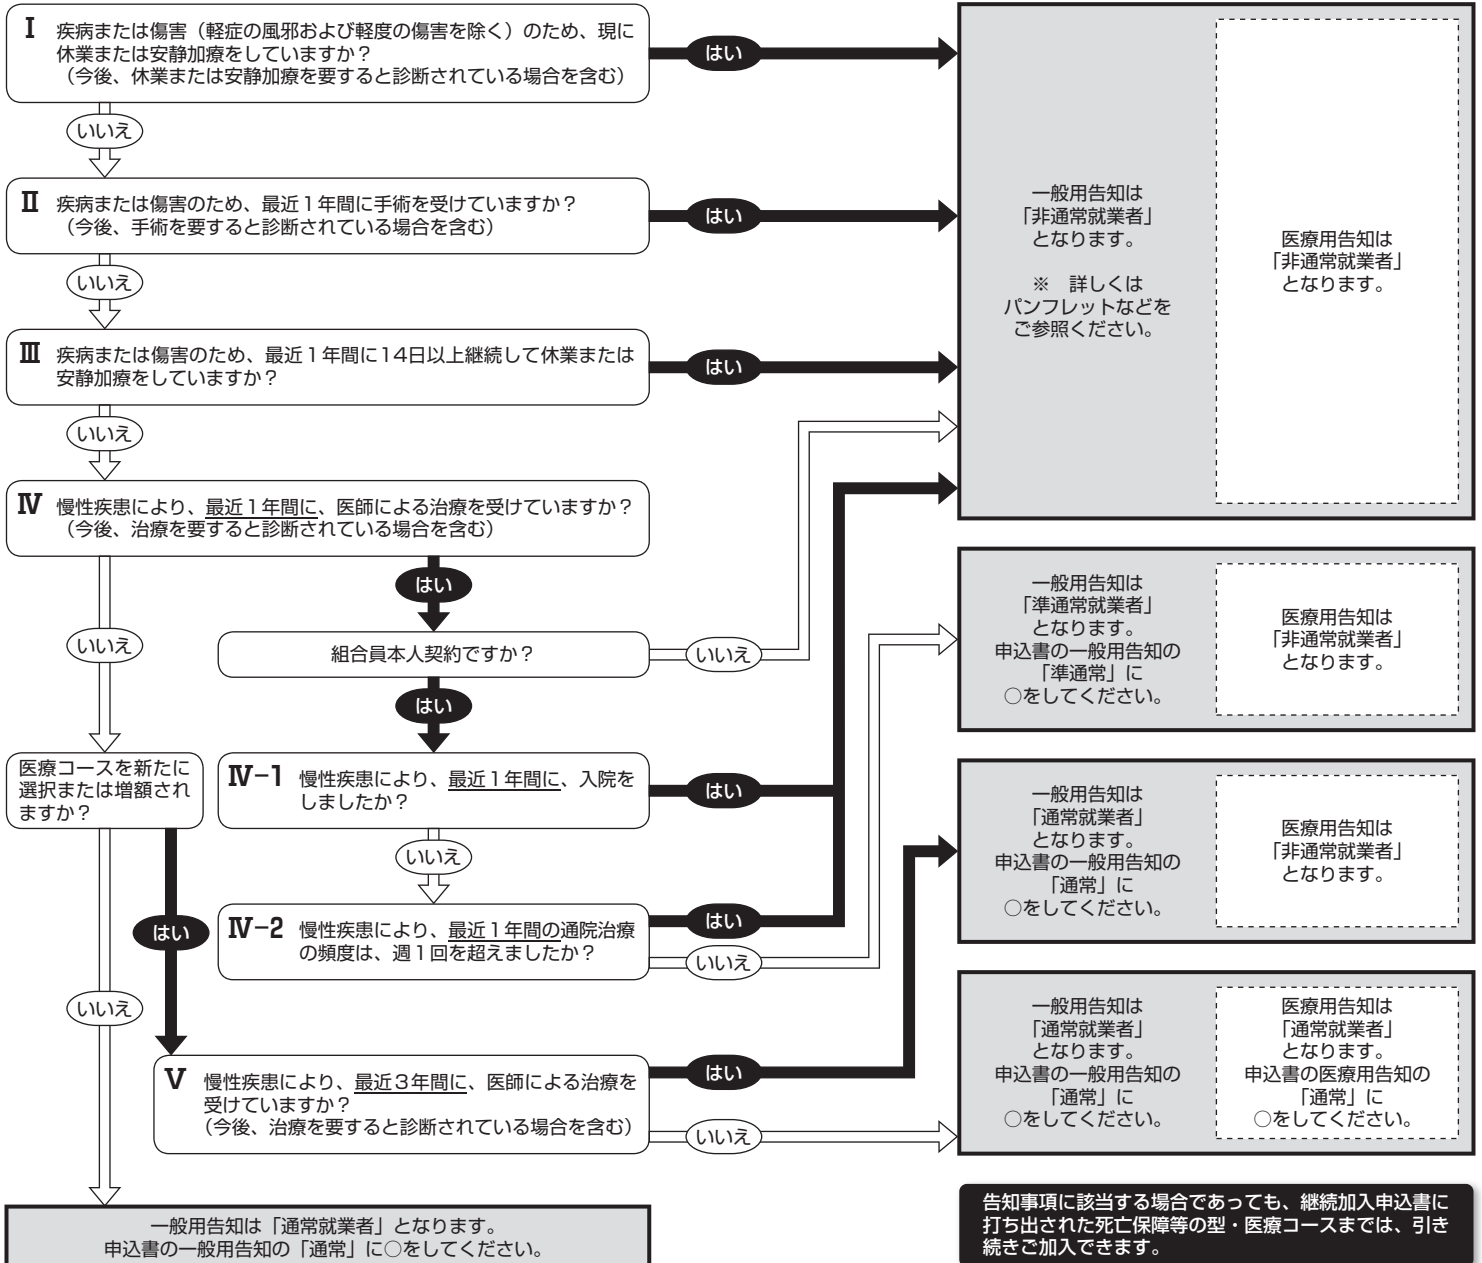 Ⅰ 疾病または傷害（軽症の風邪および軽度の傷害を除く）のため、現に
休業または安静加療をしていますか？
（今後、休業または安静加療を要すると診断されている場合を含む）
はい
いいえ
Ⅱ 疾病または傷害のため、最近１年間に手術を受けていますか？
（今後、手術を要すると診断されている場合を含む）
はい
いいえ
Ⅲ 疾病または傷害のため、最近１年間に14日以上継続して休業または
安静加療をしていますか？
はい
いいえ
Ⅳ 慢性疾患により、最近１年間に、医師による治療を受けていますか？
（今後、治療を要すると診断されている場合を含む）
はい
いいえ
組合員本人契約ですか？
いいえ
はい
医療コースを新たに
選択または増額され
ますか？
はい
いいえ
Ⅳ−1 慢性疾患により、最近１年間に、入院を
しましたか？
はい
いいえ
Ⅳ−2 慢性疾患により、最近１年間の通院治療
の頻度は、週１回を超えましたか？
はい
いいえ
Ⅴ 慢性疾患により、最近３年間に、医師による治療を
受けていますか？
（今後、治療を要すると診断されている場合を含む）
はい
いいえ
一般用告知は「通常就業者」となります。
申込書の一般用告知の「通常」に○をしてください。
一般用告知は
「非通常就業者」
となります。
※　詳しくは
パンフレットなどを
ご参照ください。
医療用告知は
「非通常就業者」
となります。
一般用告知は
「準通常就業者」
となります。
申込書の一般用告知の
「準通常」に
○をしてください。
医療用告知は
「非通常就業者」
となります。
一般用告知は
「通常就業者」
となります。
申込書の一般用告知の
「通常」に
○をしてください。
医療用告知は
「非通常就業者」
となります。
一般用告知は
「通常就業者」
となります。
申込書の一般用告知の
「通常」に
○をしてください。
医療用告知は
「通常就業者」
となります。
申込書の医療用告知の
「通常」に
○をしてください。
告知事項に該当する場合であっても、継続加入申込書に
打ち出された死亡保障等の型・医療コースまでは、引き
続きご加入できます。